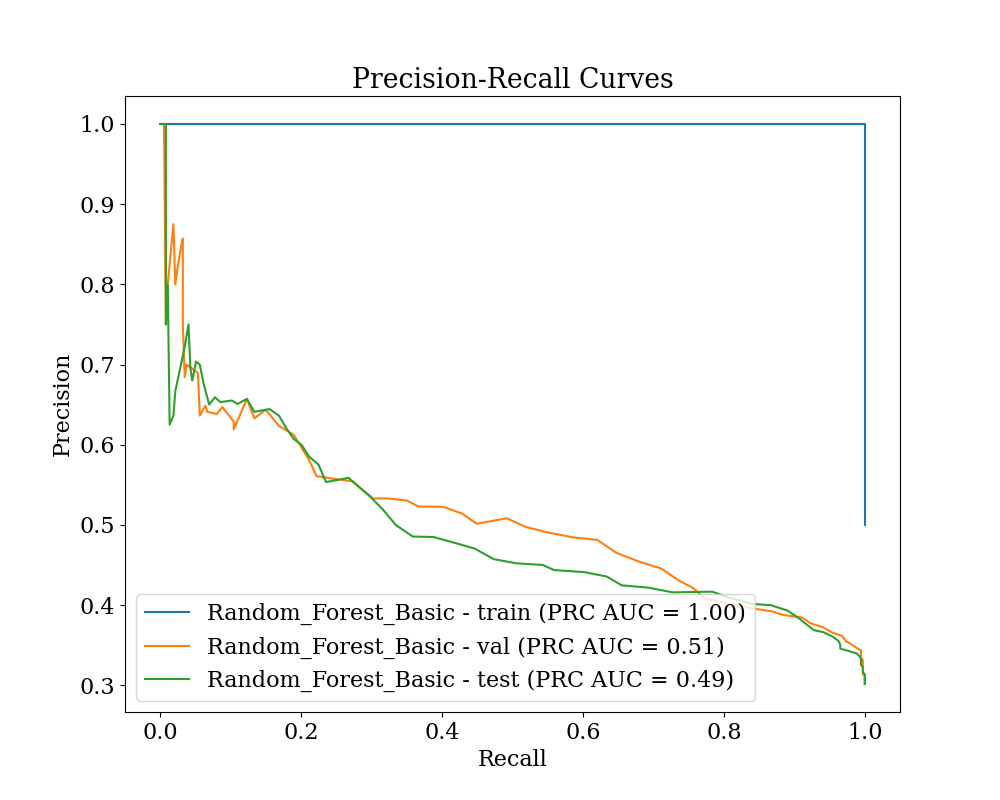 Precision-Recall Curves
1.0
0.9
0.8
0.7
0.6
0.5
0.4
0.3
Precision
Random_Forest_Basic - train (PRC AUC = 1.00)
Random_Forest_Basic - val (PRC AUC = 0.51)
Random_Forest_Basic - test (PRC AUC = 0.49)
0.0 0.2 0.4 0.6 0.8 1.0
Recall